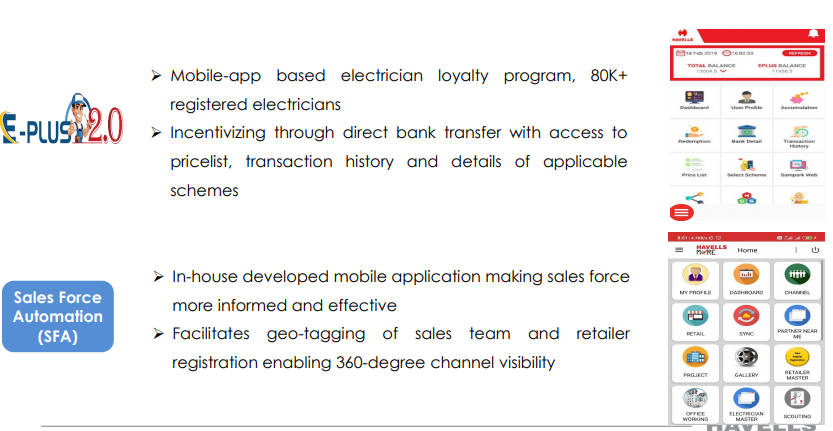 E-PLUS 2.0
➢ Mobile-app based electrician loyalty program, 80K+
registered electricians
➢ Incentivizing through direct bank transfer with access to
pricelist, transaction history and details of applicable
schemes
HAVELLS
18 Feb 2019 16:02:33 REFRESH
TOTAL BALANCE EPLUS BALANCE
13004.5 11958.5
Dashboard User Profile Accumulation
Redemption Bank Detail Transaction
History
Price List Select Scheme Sampark Web
Sales Force
Automation
(SFA)
➢ In-house developed mobile application making sales force
more informed and effective
➢ Facilitates geo-tagging of sales team and retailer
registration enabling 360-degree channel visibility
HAVELLS
MoRE Home
MY PROFILE DASHBOARD CHANNEL
RETAIL SYNC PARTNER NEAR
ME
PROJECT GALLERY RETAILER
MASTER
OFFICE
WORKING ELECTRICIAN
MASTER SCOUTING
HAVELLS